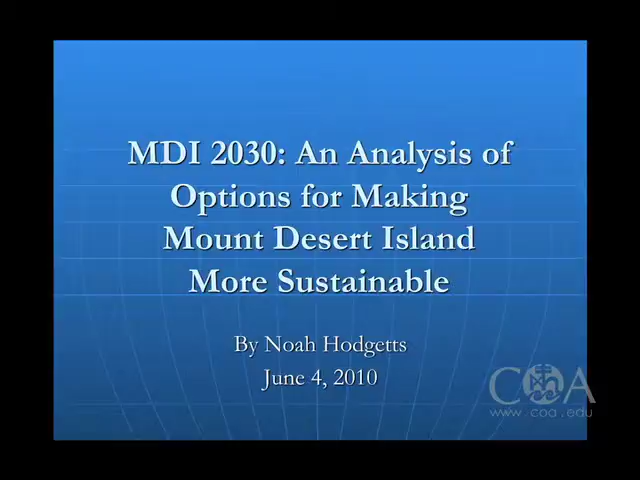 MDI 2030: An Analysis of
Options for Making
Mount Desert Island
More Sustainable
By Noah Hodgetts
June 4, 2010
COA
www.coa.edu